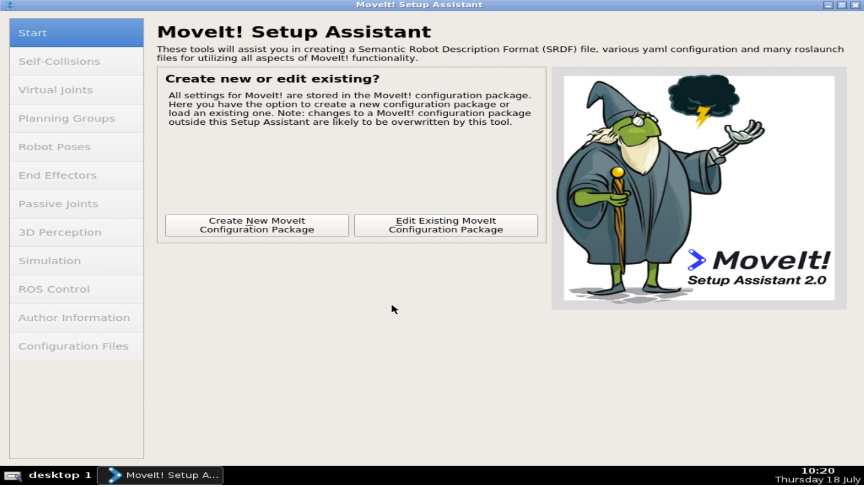 MoveIt! Setup Assistant
Start
Self-Collisions
Virtual Joints
Planning Groups
Robot Poses
End Effectors
Passive Joints
3D Perception
Simulation
ROS Control
Author Information
Configuration Files
MoveIt! Setup Assistant
These tools will assist you in creating a Semantic Robot Description Format (SRDF) file, various yaml configuration and many roslaunch
files for utilizing all aspects of MoveIt! functionality.
Create new or edit existing?
All settings for MoveIt! are stored in the MoveIt! configuration package.
Here you have the option to create a new configuration package or
load an existing one. Note: changes to a MoveIt! configuration package
outside this Setup Assistant are likely to be overwritten by this tool.
Create New MoveIt
Configuration Package
Edit Existing MoveIt
Configuration Package
MoveIt!
Setup Assistant 2.0
desktop 1
MoveIt! Setup A...
10:20
Thursday 18 July